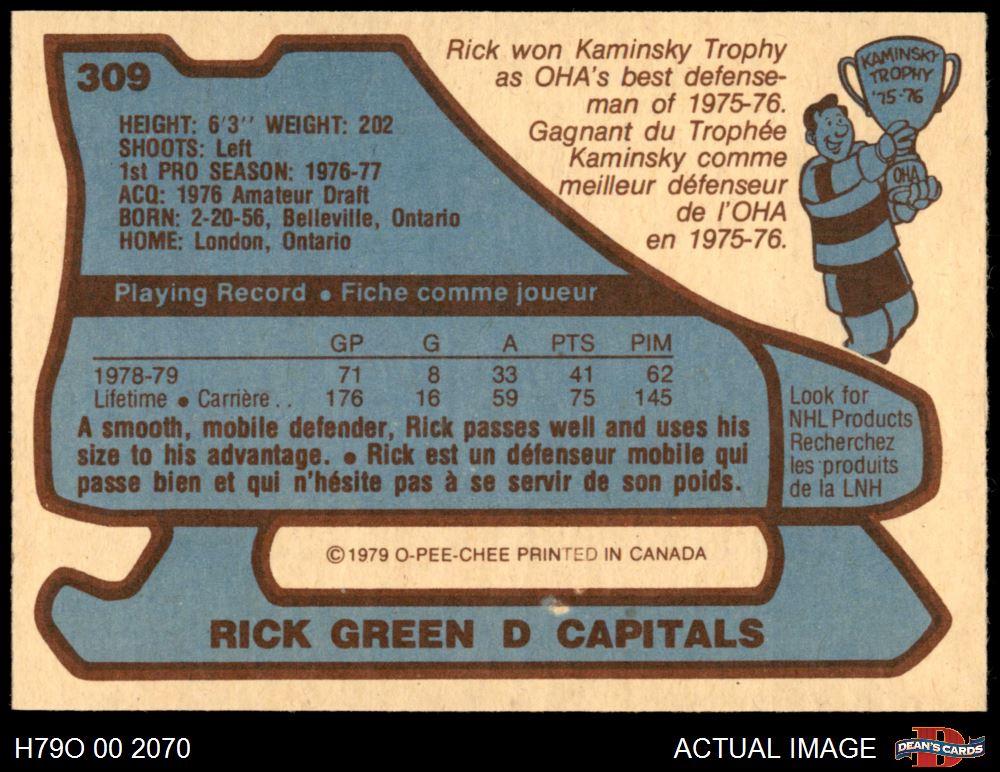 309
HEIGHT: 6'3'' WEIGHT: 202
SHOOTS: Left
1st PRO SEASON: 1976-77
ACQ: 1976 Amateur Draft
BORN: 2-20-56, Belleville, Ontario
HOME: London, Ontario
Rick won Kaminsky Trophy
as OHA's best defense-
man of 1975-76.
Gagnant du Trophée
Kaminsky comme
meilleur défenseur
de l'OHA
en 1975-76.
KAMINSKY
TROPHY
'75-76
OHA
Playing Record • Fiche comme joueur
GP G A PTS PIM
1978-79 71 8 33 41 62
Lifetime • Carrière . . 176 16 59 75 145
A smooth, mobile defender, Rick passes well and uses his
size to his advantage. • Rick est un défenseur mobile qui
passe bien et qui n'hésite pas à se servir de son poids.
Look for
NHL Products
Recherchez
les produits
de la LNH
©1979 O-PEE-CHEE PRINTED IN CANADA
RICK GREEN D CAPITALS
H79O 00 2070
ACTUAL IMAGE
D
DEAN'S CARDS